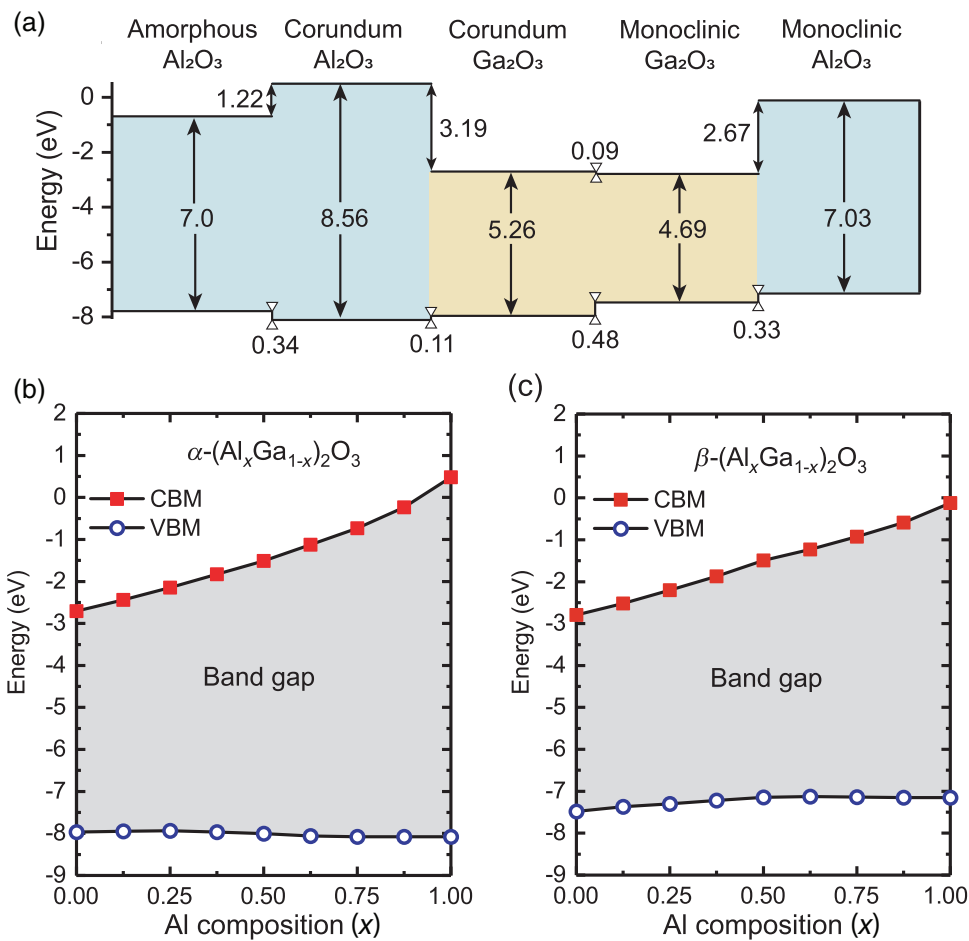 (a)
Amorphous Corundum Corundum Monoclinic Monoclinic
Al₂O₃ Al₂O₃ Ga₂O₃ Ga₂O₃ Al₂O₃
Energy (eV)
0
-2
-4
-6
-8
1.22
3.19
0.09
2.67
7.0
8.56
5.26
4.69
7.03
0.34
0.11
0.48
0.33
(b)
Energy (eV)
2
1
0
-1
-2
-3
-4
-5
-6
-7
-8
-9
α-(AlₓGa₁₋ₓ)₂O₃
CBM
VBM
Band gap
0.00 0.25 0.50 0.75 1.00
Al composition (x)
(c)
Energy (eV)
2
1
0
-1
-2
-3
-4
-5
-6
-7
-8
-9
β-(AlₓGa₁₋ₓ)₂O₃
CBM
VBM
Band gap
0.00 0.25 0.50 0.75 1.00
Al composition (x)